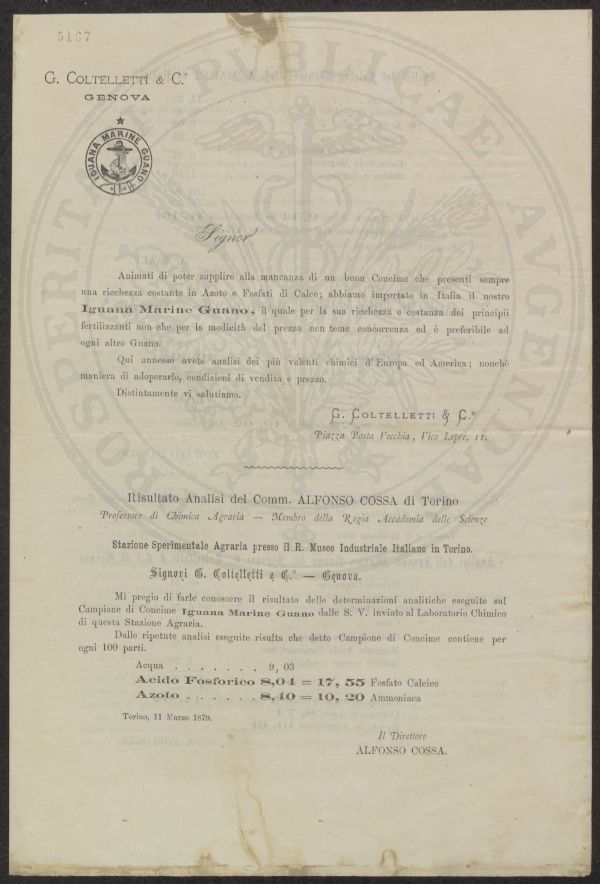 5167
G. COLTELLETTI & C.º
GENOVA
IGUANA MARINE GUANO
Signor
Animati di poter supplire alla mancanza di un buon Concime che presenti sempre
una ricchezza costante in Azoto e Fosfati di Calce; abbiamo importato in Italia il nostro
Iguana Marine Guano, il quale per la sua ricchezza e costanza dei principii
fertilizzanti non che per la modicità del prezzo non teme concorrenza ed è preferibile ad
ogni altro Guano.
Qui annesso avete analisi dei più valenti chimici d'Europa ed America; nonchè
maniera di adoperarlo, condizioni di vendita e prezzo.
Distintamente vi salutiamo.
G. COLTELLETTI & C.º
Piazza Posta Vecchia, Vico Lepre, 11.
Risultato Analisi del Comm. ALFONSO COSSA di Torino
Professore di Chimica Agraria — Membro della Regia Accademia delle Scienze
Stazione Sperimentale Agraria presso il R. Museo Industriale Italiano in Torino.
Signori G. Coltelletti e C.º — Genova.
Mi pregio di farle conoscere il risultato delle determinazioni analitiche eseguite sul
Campione di Concime Iguana Marine Guano dalle S. V. inviato al Laboratorio Chimico
di questa Stazione Agraria.
Dalle ripetute analisi eseguite risulta che detto Campione di Concime contiene per
ogni 100 parti.
Acqua . . . . . . . 9, 03
Acido Fosforico 8,04 = 17, 55 Fosfato Calcico
Azoto . . . . . . 8,40 = 10, 20 Ammoniaca
Torino, 11 Marzo 1879.
Il Direttore
ALFONSO COSSA.
PUBLICAE
PROSPERITATI
AUGENDAE